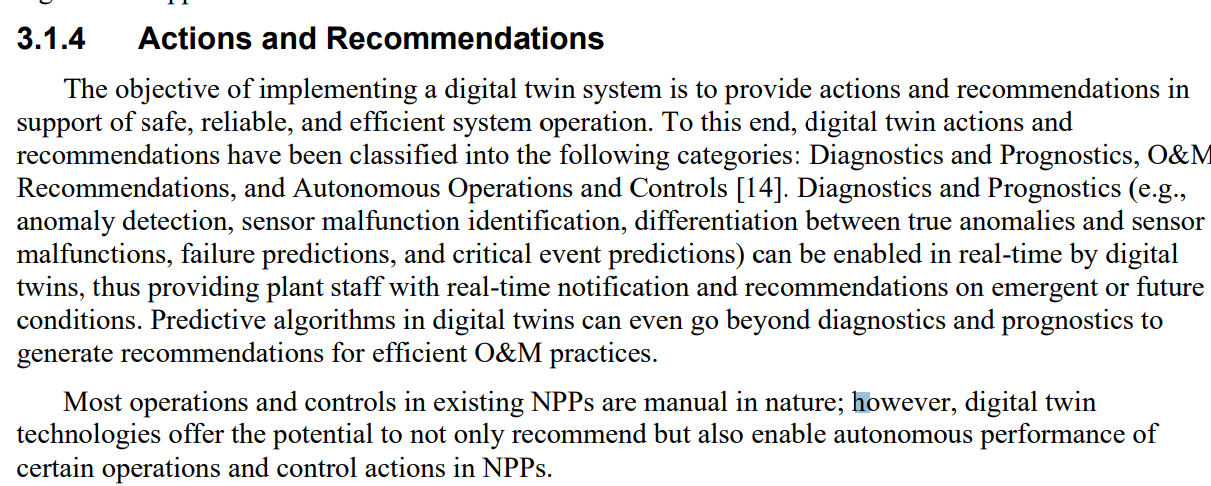 3.1.4 Actions and Recommendations
The objective of implementing a digital twin system is to provide actions and recommendations in
support of safe, reliable, and efficient system operation. To this end, digital twin actions and
recommendations have been classified into the following categories: Diagnostics and Prognostics, O&M
Recommendations, and Autonomous Operations and Controls [14]. Diagnostics and Prognostics (e.g.,
anomaly detection, sensor malfunction identification, differentiation between true anomalies and sensor
malfunctions, failure predictions, and critical event predictions) can be enabled in real-time by digital
twins, thus providing plant staff with real-time notification and recommendations on emergent or future
conditions. Predictive algorithms in digital twins can even go beyond diagnostics and prognostics to
generate recommendations for efficient O&M practices.
Most operations and controls in existing NPPs are manual in nature; however, digital twin
technologies offer the potential to not only recommend but also enable autonomous performance of
certain operations and control actions in NPPs.